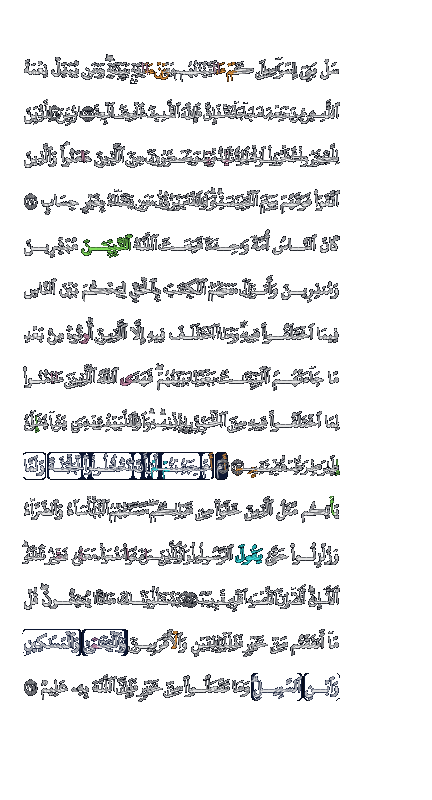 سَلْ بَنِىٓ إِسْرَٰٓءِيلَ كَمْ ءَاتَيْنَٰهُم مِّنْ ءَايَةٍۭ بَيِّنَةٍ وَمَن يُبَدِّلْ نِعْمَةَ
ٱللَّهِ مِنۢ بَعْدِ مَا جَآءَتْهُ فَإِنَّ ٱللَّهَ شَدِيدُ ٱلْعِقَابِ زُيِّنَ لِلَّذِينَ
كَفَرُوا۟ ٱلْحَيَوٰةُ ٱلدُّنْيَا وَيَسْخَرُونَ مِنَ ٱلَّذِينَ ءَامَنُوا۟ وَٱلَّذِينَ
ٱتَّقَوْا۟ فَوْقَهُمْ يَوْمَ ٱلْقِيَٰمَةِ وَٱللَّهُ يَرْزُقُ مَن يَشَآءُ بِغَيْرِ حِسَابٍ
كَانَ ٱلنَّاسُ أُمَّةً وَٰحِدَةً فَبَعَثَ ٱللَّهُ ٱلنَّبِيِّـۧنَ مُبَشِّرِينَ
وَمُنذِرِينَ وَأَنزَلَ مَعَهُمُ ٱلْكِتَٰبَ بِٱلْحَقِّ لِيَحْكُمَ بَيْنَ ٱلنَّاسِ
فِيمَا ٱخْتَلَفُوا۟ فِيهِ وَمَا ٱخْتَلَفَ فِيهِ إِلَّا ٱلَّذِينَ أُوتُوهُ مِنۢ بَعْدِ
مَا جَآءَتْهُمُ ٱلْبَيِّنَٰتُ بَغْيًۢا بَيْنَهُمْ فَهَدَى ٱللَّهُ ٱلَّذِينَ ءَامَنُوا۟
لِمَا ٱخْتَلَفُوا۟ فِيهِ مِنَ ٱلْحَقِّ بِإِذْنِهِۦ وَٱللَّهُ يَهْدِى مَن يَشَآءُ إِلَىٰ
صِرَٰطٍ مُّسْتَقِيمٍ أَمْ حَسِبْتُمْ أَن تَدْخُلُوا۟ ٱلْجَنَّةَ وَلَمَّا
يَأْتِكُم مَّثَلُ ٱلَّذِينَ خَلَوْا۟ مِن قَبْلِكُم مَّسَّتْهُمُ ٱلْبَأْسَآءُ وَٱلضَّرَّآءُ
وَزُلْزِلُوا۟ حَتَّىٰ يَقُولَ ٱلرَّسُولُ وَٱلَّذِينَ ءَامَنُوا۟ مَعَهُۥ مَتَىٰ نَصْرُ ٱللَّهِ
أَلَآ إِنَّ نَصْرَ ٱللَّهِ قَرِيبٌ يَسْـَٔلُونَكَ مَاذَا يُنفِقُونَ قُلْ
مَآ أَنفَقْتُم مِّنْ خَيْرٍ فَلِلْوَٰلِدَيْنِ وَٱلْأَقْرَبِينَ وَٱلْيَتَٰمَىٰ وَٱلْمَسَٰكِينِ
وَٱبْنِ ٱلسَّبِيلِ وَمَا تَفْعَلُوا۟ مِنْ خَيْرٍ فَإِنَّ ٱللَّهَ بِهِۦ عَلِيمٌ